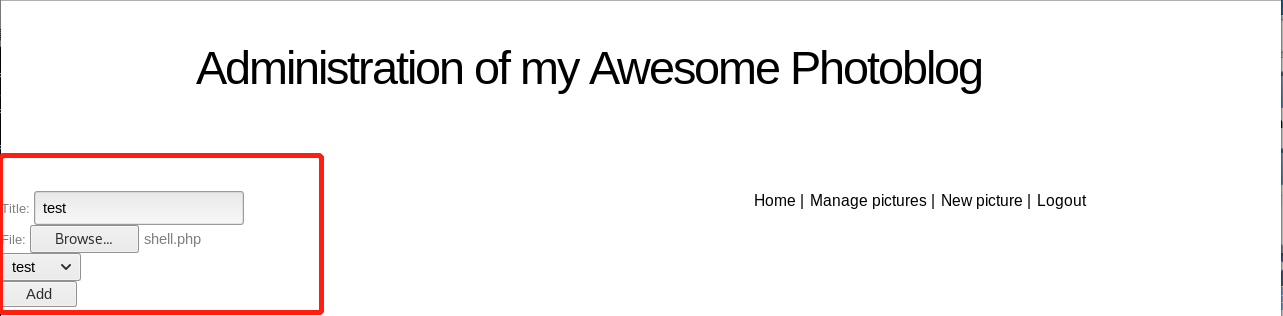 Administration of my Awesome Photoblog
Home | Manage pictures | New picture | Logout
Title: test
File: Browse... shell.php
test
Add